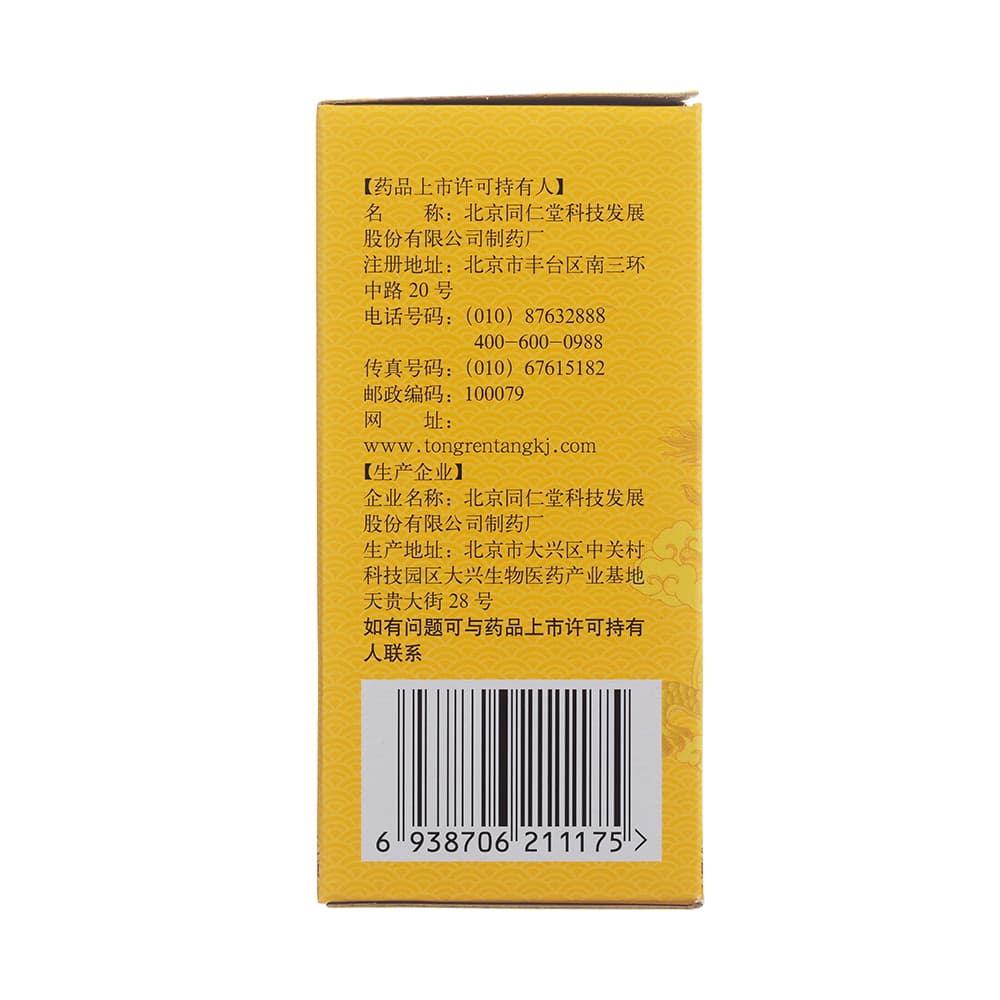 【药品上市许可持有人】
名　　称：北京同仁堂科技发展
股份有限公司制药厂
注册地址：北京市丰台区南三环
中路 20 号
电话号码：（010）87632888
400-600-0988
传真号码：（010）67615182
邮政编码：100079
网　　址：
www.tongrentangkj.com
【生产企业】
企业名称：北京同仁堂科技发展
股份有限公司制药厂
生产地址：北京市大兴区中关村
科技园区大兴生物医药产业基地
天贵大街 28 号
如有问题可与药品上市许可持有
人联系
6 938706 211175 >